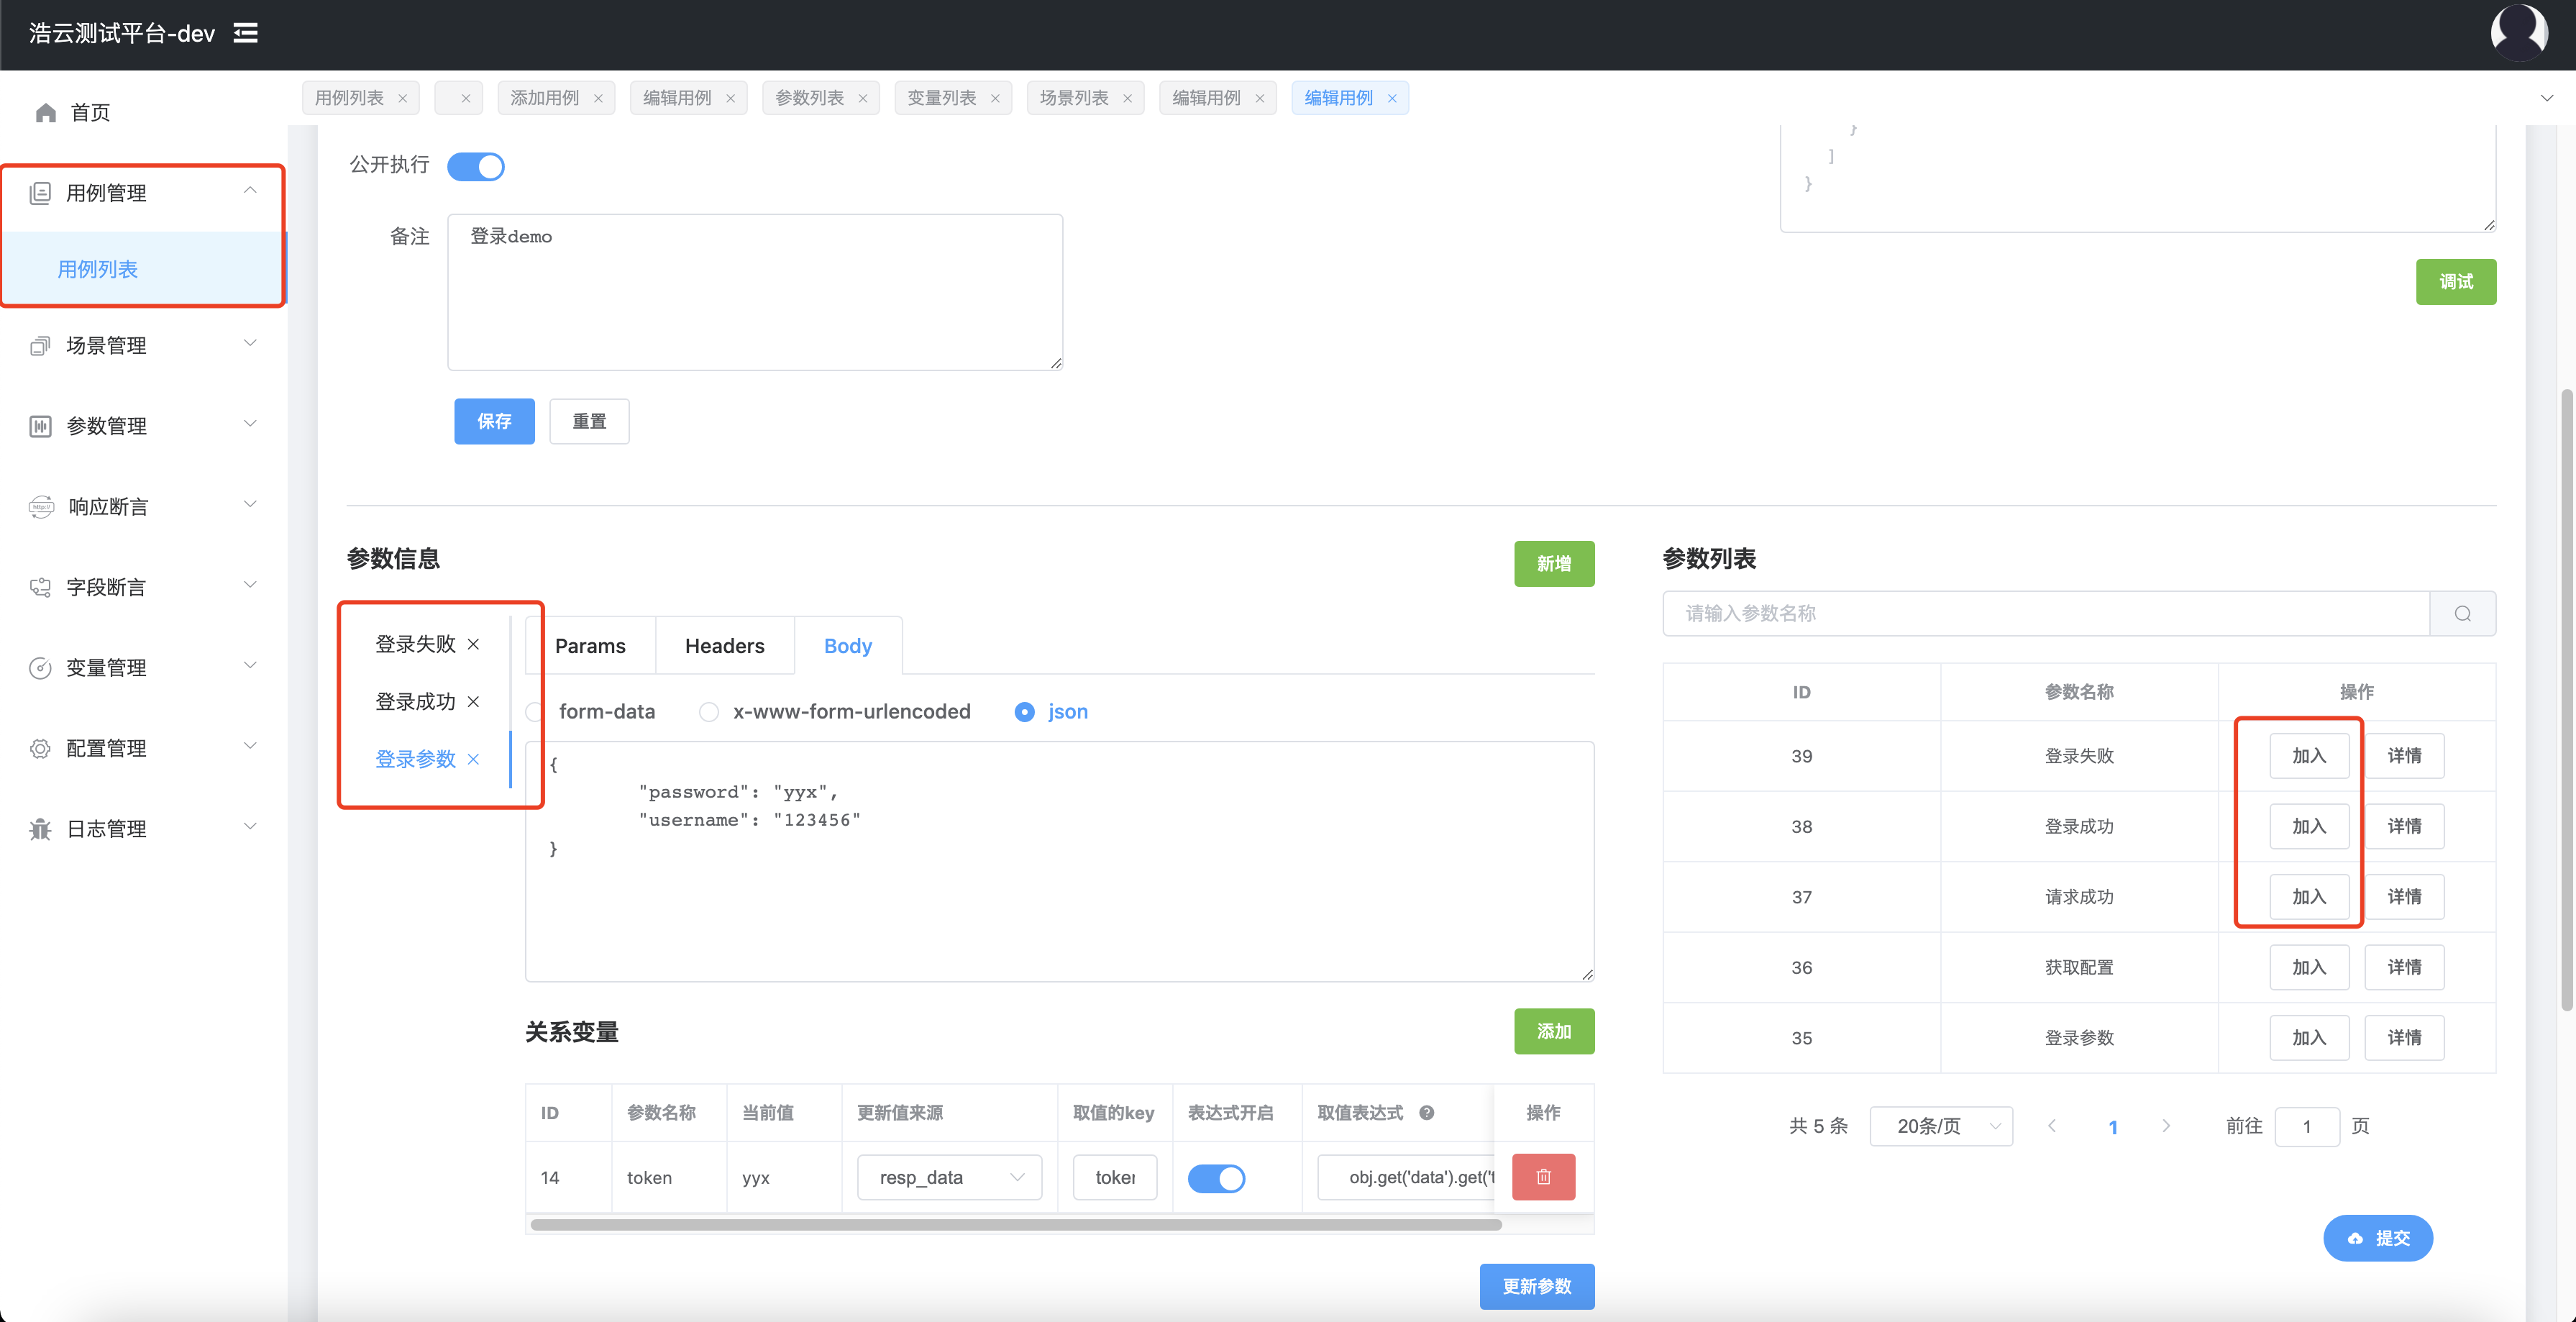 浩云测试平台-dev
用例列表
添加用例
编辑用例
参数列表
变量列表
场景列表
编辑用例
编辑用例
首页
用例管理
用例列表
场景管理
参数管理
响应断言
字段断言
变量管理
配置管理
日志管理
公开执行
备注
登录demo
}
]
}
调试
保存
重置
参数信息
新增
登录失败
登录成功
登录参数
Params
Headers
Body
form-data
x-www-form-urlencoded
json
{
"password": "yyx",
"username": "123456"
}
关系变量
添加
ID 参数名称 当前值 更新值来源 取值的key 表达式开启 取值表达式 操作
14 token yyx resp_data token obj.get('data').get('t
更新参数
参数列表
请输入参数名称
ID 参数名称 操作
39 登录失败 加入 详情
38 登录成功 加入 详情
37 请求成功 加入 详情
36 获取配置 加入 详情
35 登录参数 加入 详情
共 5 条 20条/页 1 前往 1 页
提交